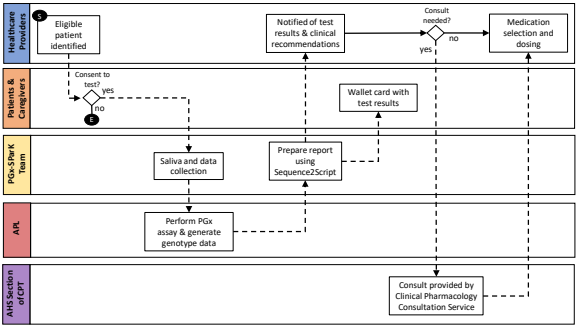 Healthcare
Providers
S
Eligible
patient
identified
Notified of test
results & clinical
recommendations
Consult
needed?
no
yes
Medication
selection and
dosing
Patients &
Caregivers
Consent to
test?
yes
no
E
Wallet card with
test results
PGx-SParK
Team
Saliva and data
collection
Prepare report
using
Sequence2Script
APL
Perform PGx
assay & generate
genotype data
AHS Section
of CPT
Consult provided by
Clinical Pharmacology
Consultation Service